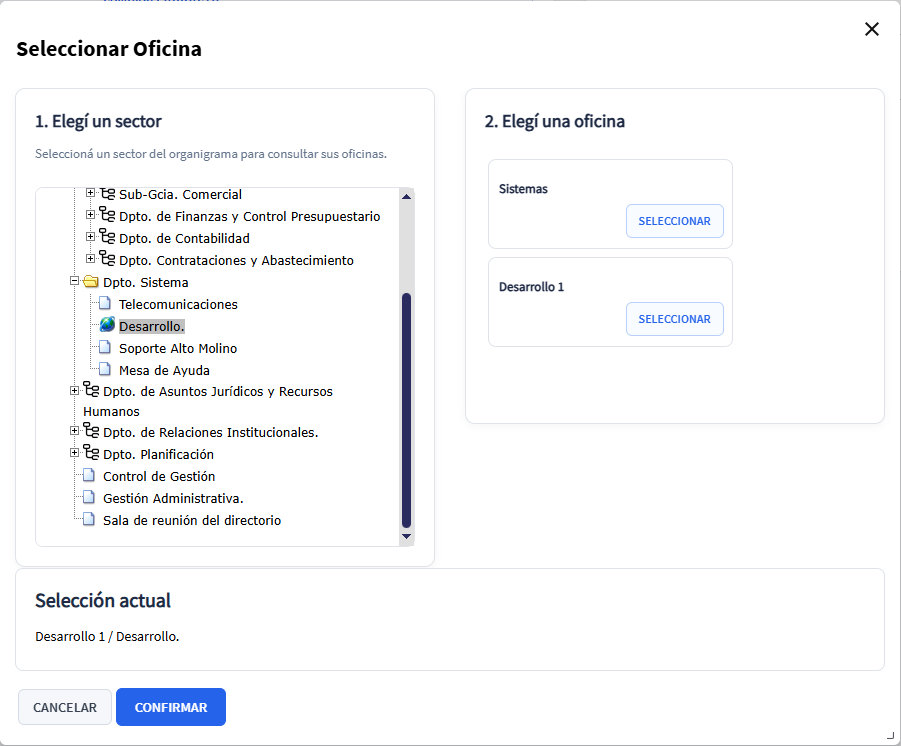 Seleccionar Oficina
1. Elegí un sector
Seleccioná un sector del organigrama para consultar sus oficinas.
Sub-Gcia. Comercial
Dpto. de Finanzas y Control Presupuestario
Dpto. de Contabilidad
Dpto. Contrataciones y Abastecimiento
Dpto. Sistema
Telecomunicaciones
Desarrollo.
Soporte Alto Molino
Mesa de Ayuda
Dpto. de Asuntos Jurídicos y Recursos
Humanos
Dpto. de Relaciones Institucionales.
Dpto. Planificación
Control de Gestión
Gestión Administrativa.
Sala de reunión del directorio
2. Elegí una oficina
Sistemas
SELECCIONAR
Desarrollo 1
SELECCIONAR
Selección actual
Desarrollo 1 / Desarrollo.
CANCELAR
CONFIRMAR